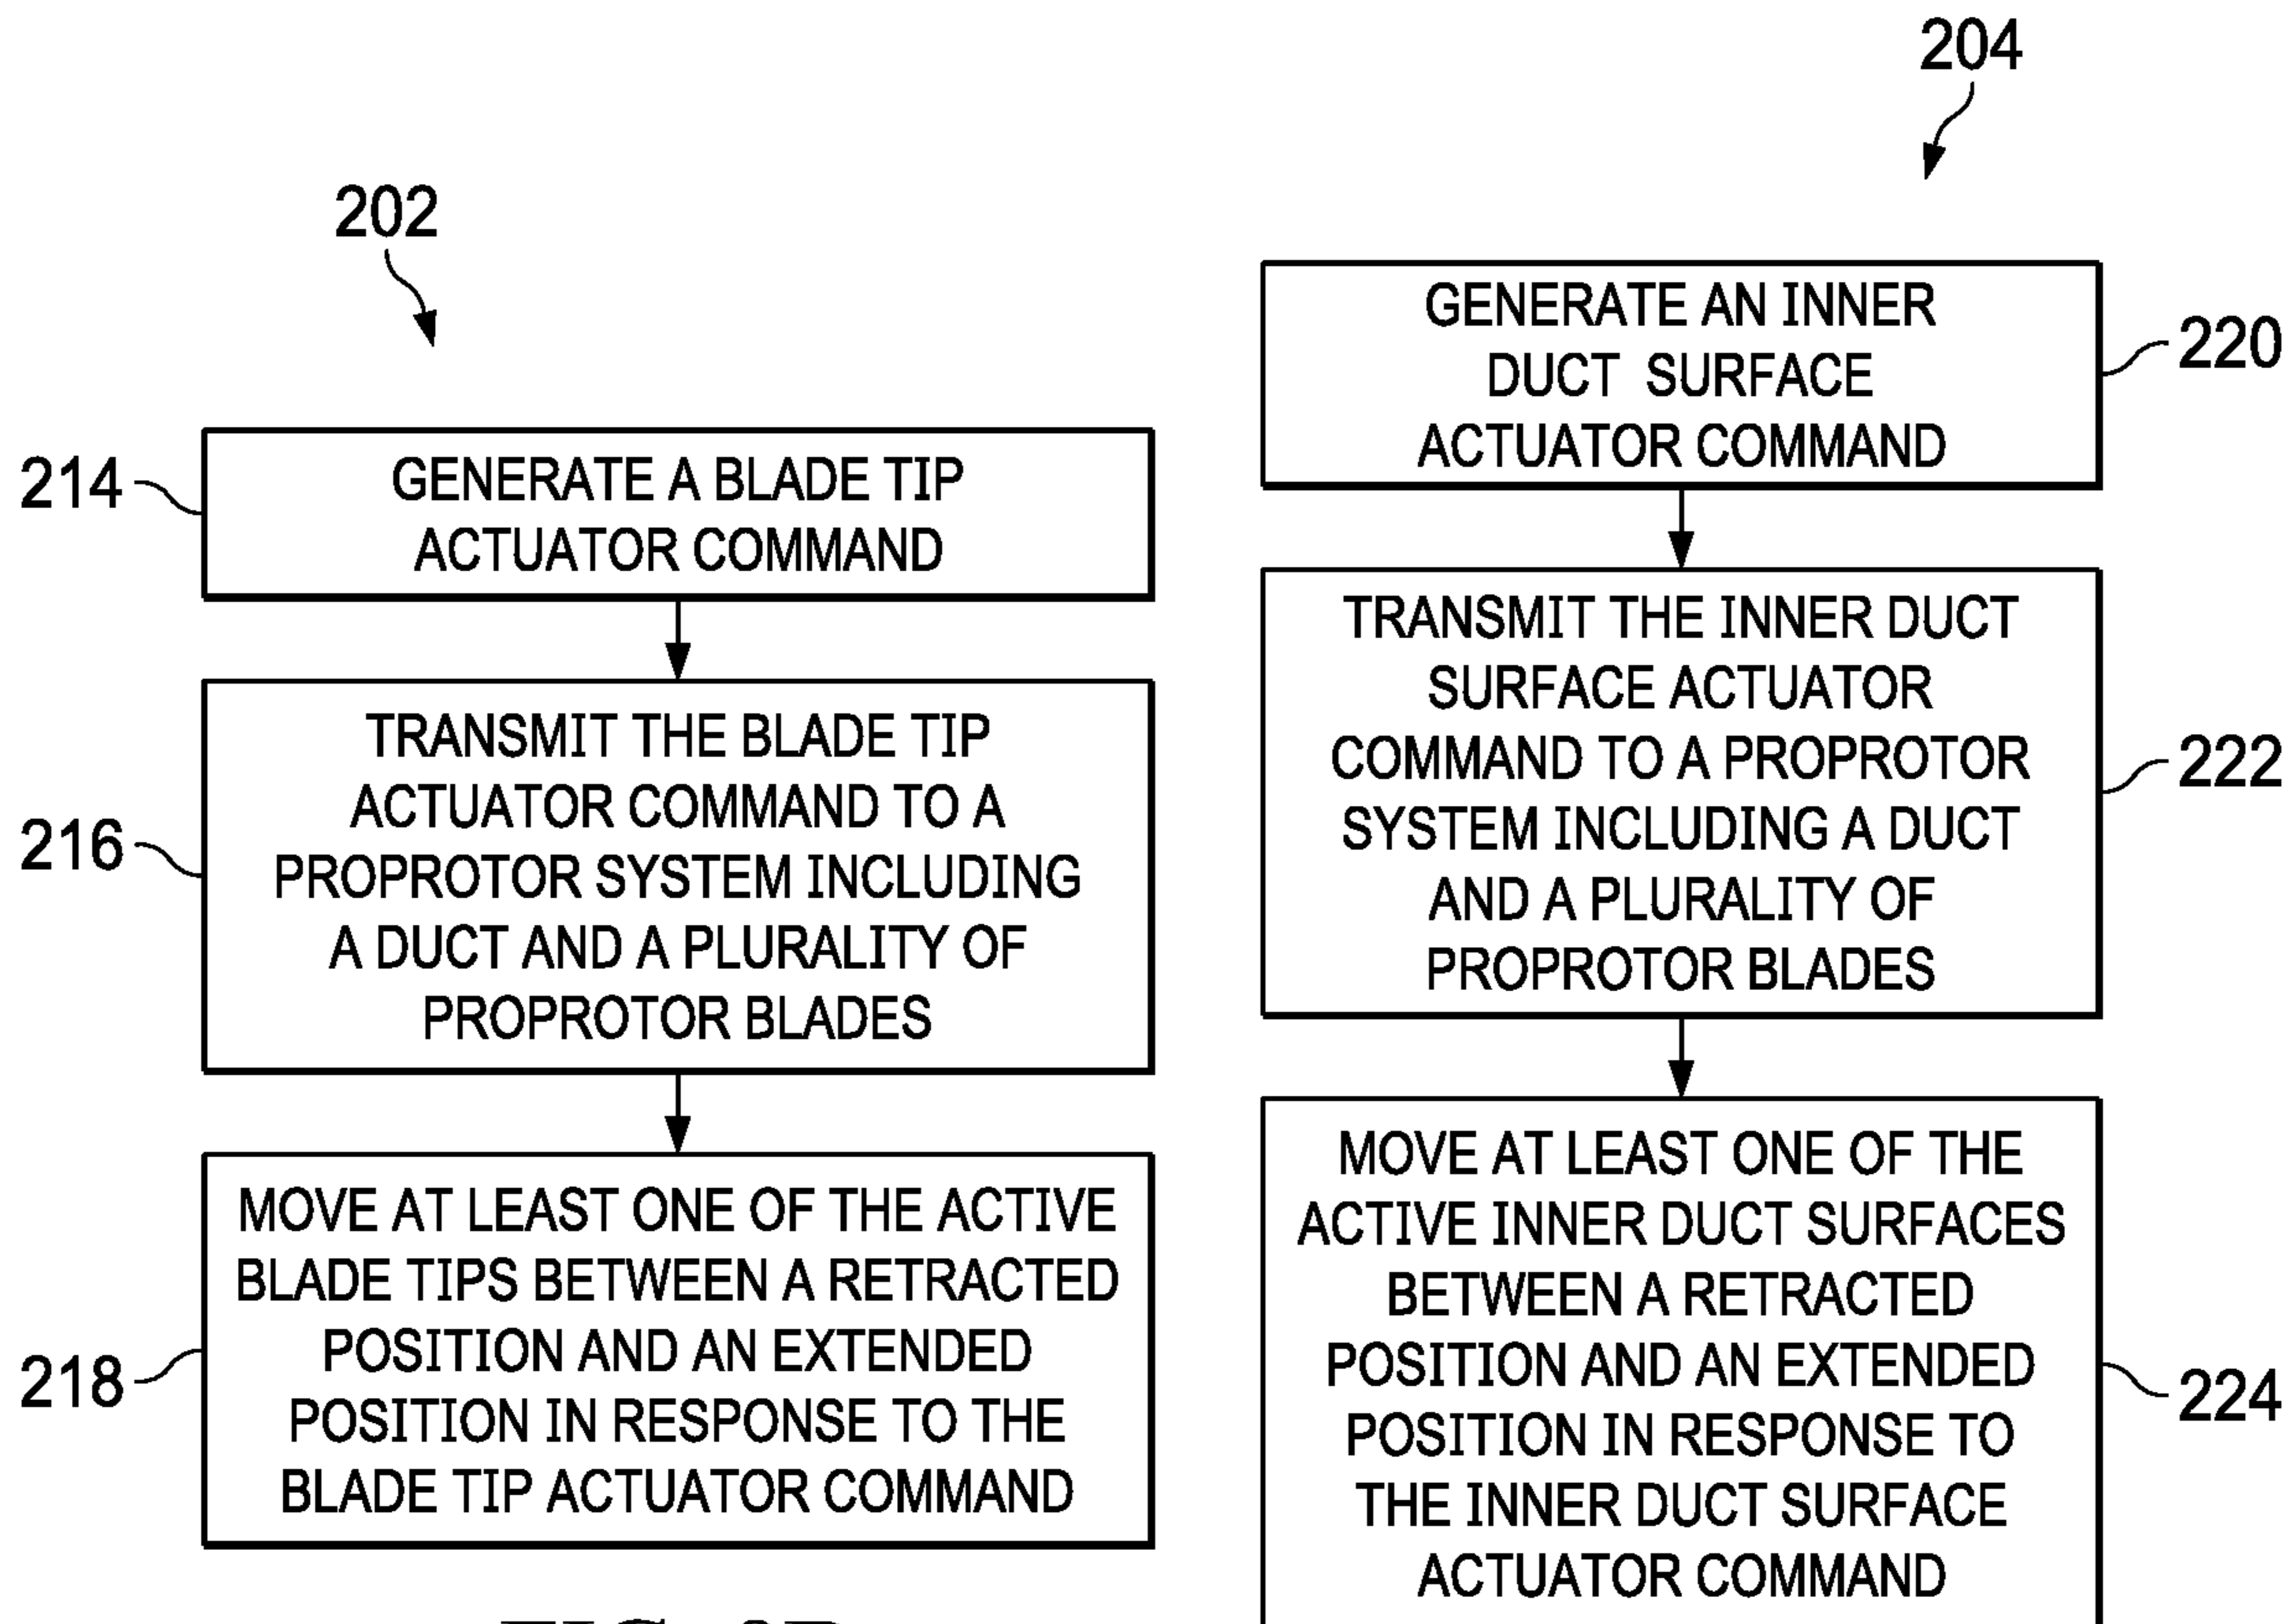 202
214
GENERATE A BLADE TIP
ACTUATOR COMMAND
216
TRANSMIT THE BLADE TIP
ACTUATOR COMMAND TO A
PROPROTOR SYSTEM INCLUDING
A DUCT AND A PLURALITY OF
PROPROTOR BLADES
218
MOVE AT LEAST ONE OF THE ACTIVE
BLADE TIPS BETWEEN A RETRACTED
POSITION AND AN EXTENDED
POSITION IN RESPONSE TO THE
BLADE TIP ACTUATOR COMMAND
204
GENERATE AN INNER
DUCT SURFACE
ACTUATOR COMMAND
220
TRANSMIT THE INNER DUCT
SURFACE ACTUATOR
COMMAND TO A PROPROTOR
SYSTEM INCLUDING A DUCT
AND A PLURALITY OF
PROPROTOR BLADES
222
MOVE AT LEAST ONE OF THE
ACTIVE INNER DUCT SURFACES
BETWEEN A RETRACTED
POSITION AND AN EXTENDED
POSITION IN RESPONSE TO
THE INNER DUCT SURFACE
ACTUATOR COMMAND
224